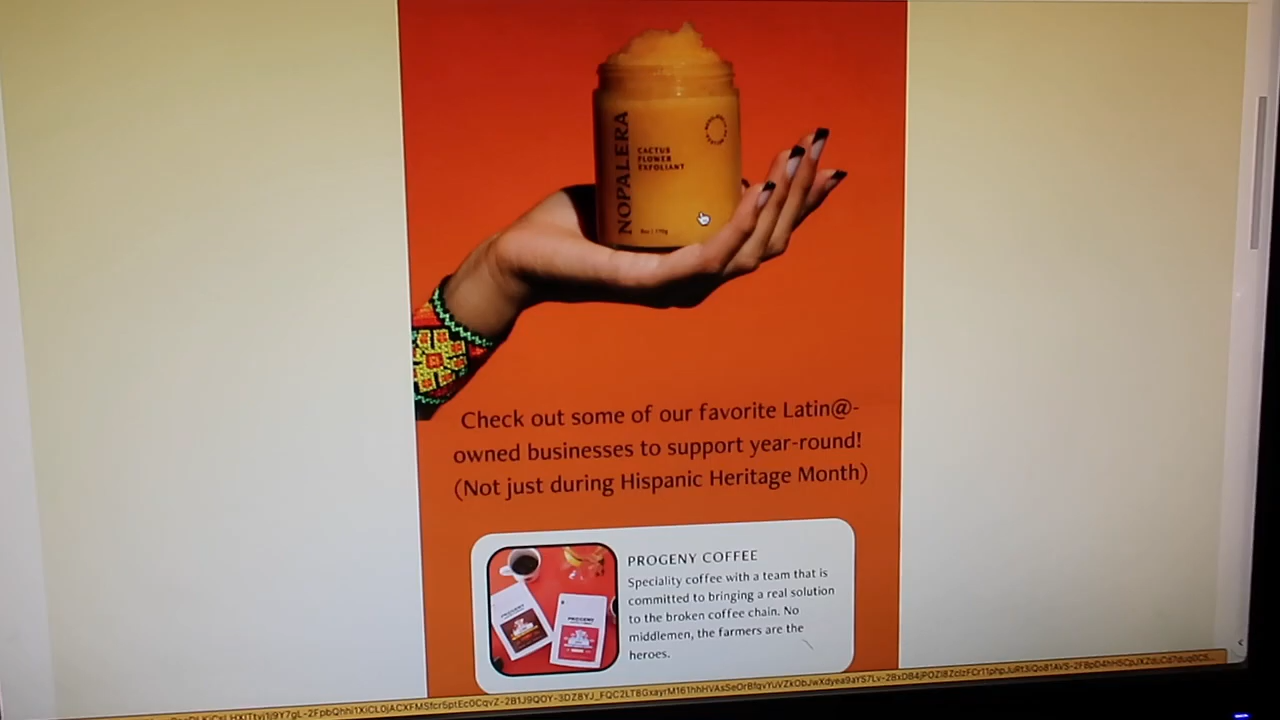 NOPALERA
CACTUS
FLOWER
EXFOLIANT
Check out some of our favorite Latin@-
owned businesses to support year-round!
(Not just during Hispanic Heritage Month)
PROGENY COFFEE
Speciality coffee with a team that is
committed to bringing a real solution
to the broken coffee chain. No
middlemen, the farmers are the
heroes.
PROGENY
PROGENY